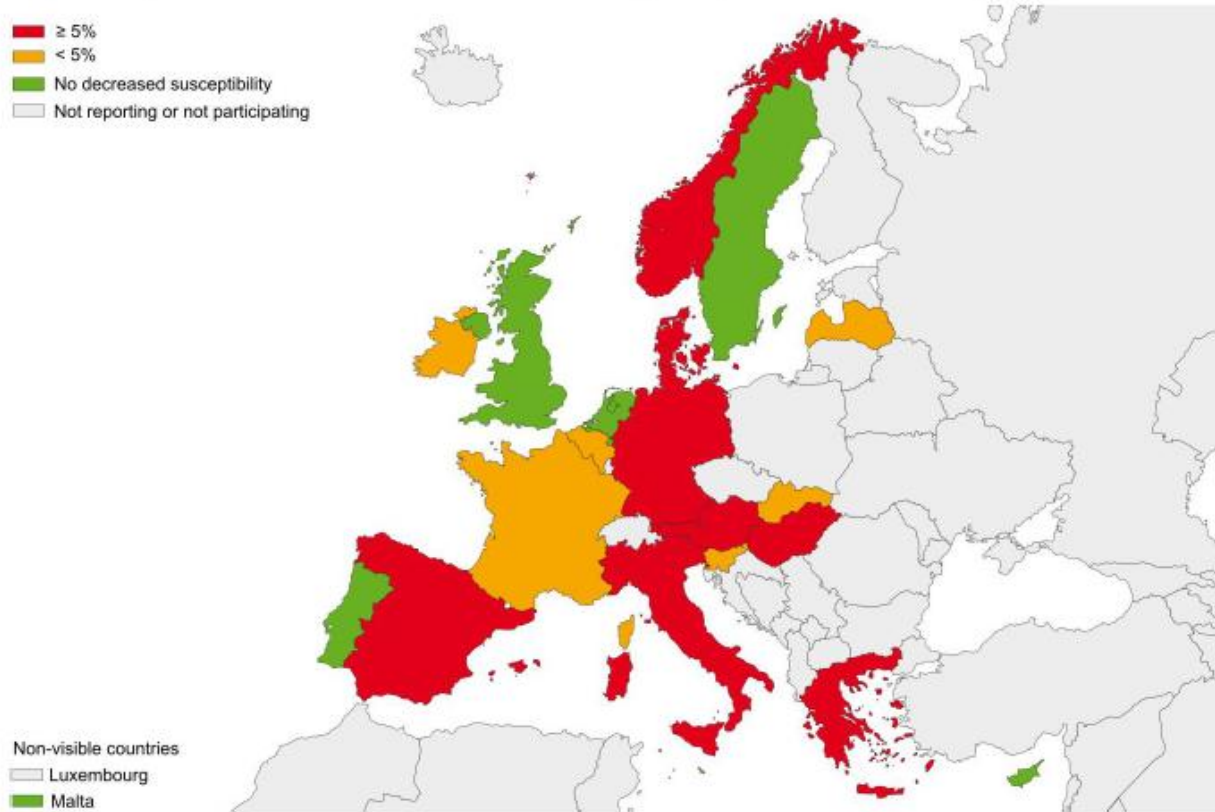 ≥ 5%
< 5%
No decreased susceptibility
Not reporting or not participating
Non-visible countries
Luxembourg
Malta